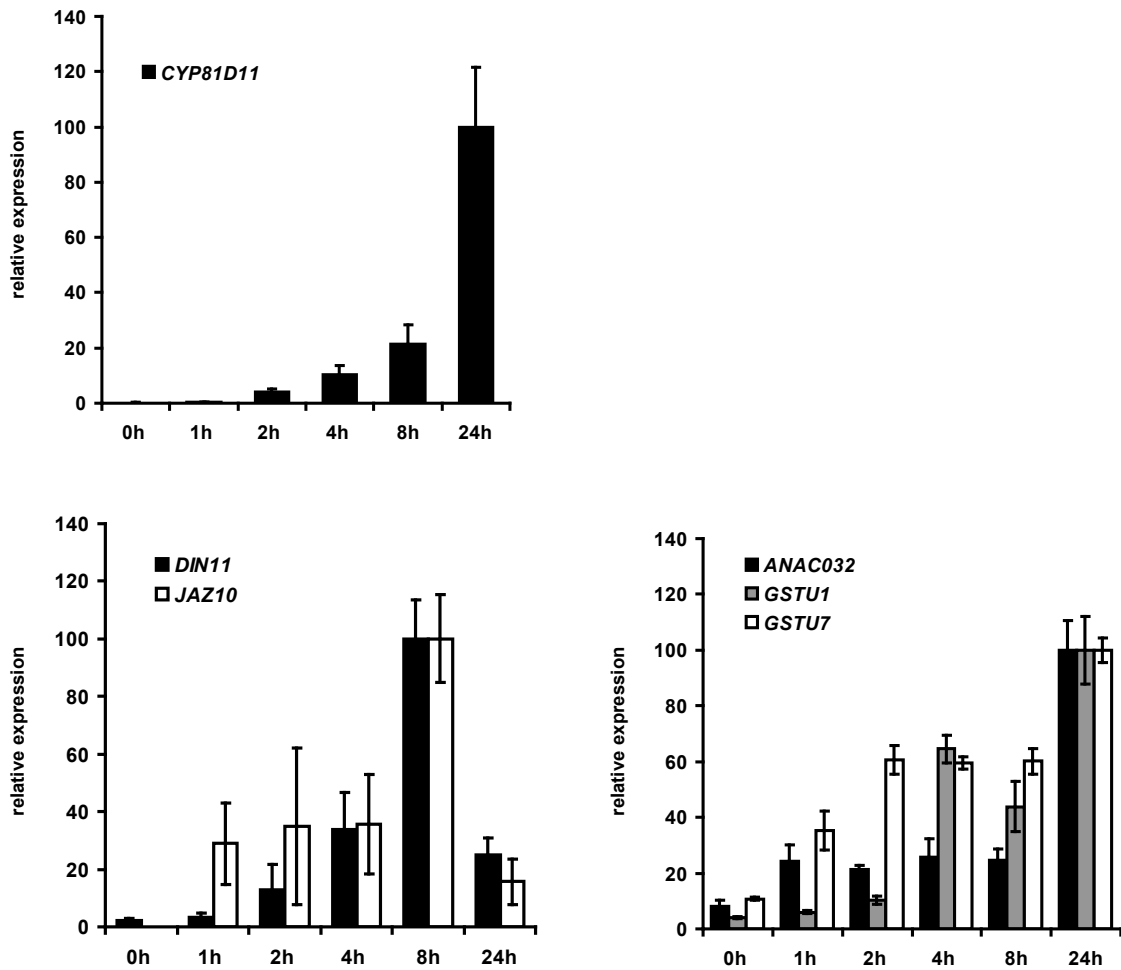 140
120
100
80
60
40
20
0
relative expression
CYP81D11
0h 1h 2h 4h 8h 24h
140
120
100
80
60
40
20
0
relative expression
DIN11
JAZ10
0h 1h 2h 4h 8h 24h
140
120
100
80
60
40
20
0
relative expression
ANAC032
GSTU1
GSTU7
0h 1h 2h 4h 8h 24h